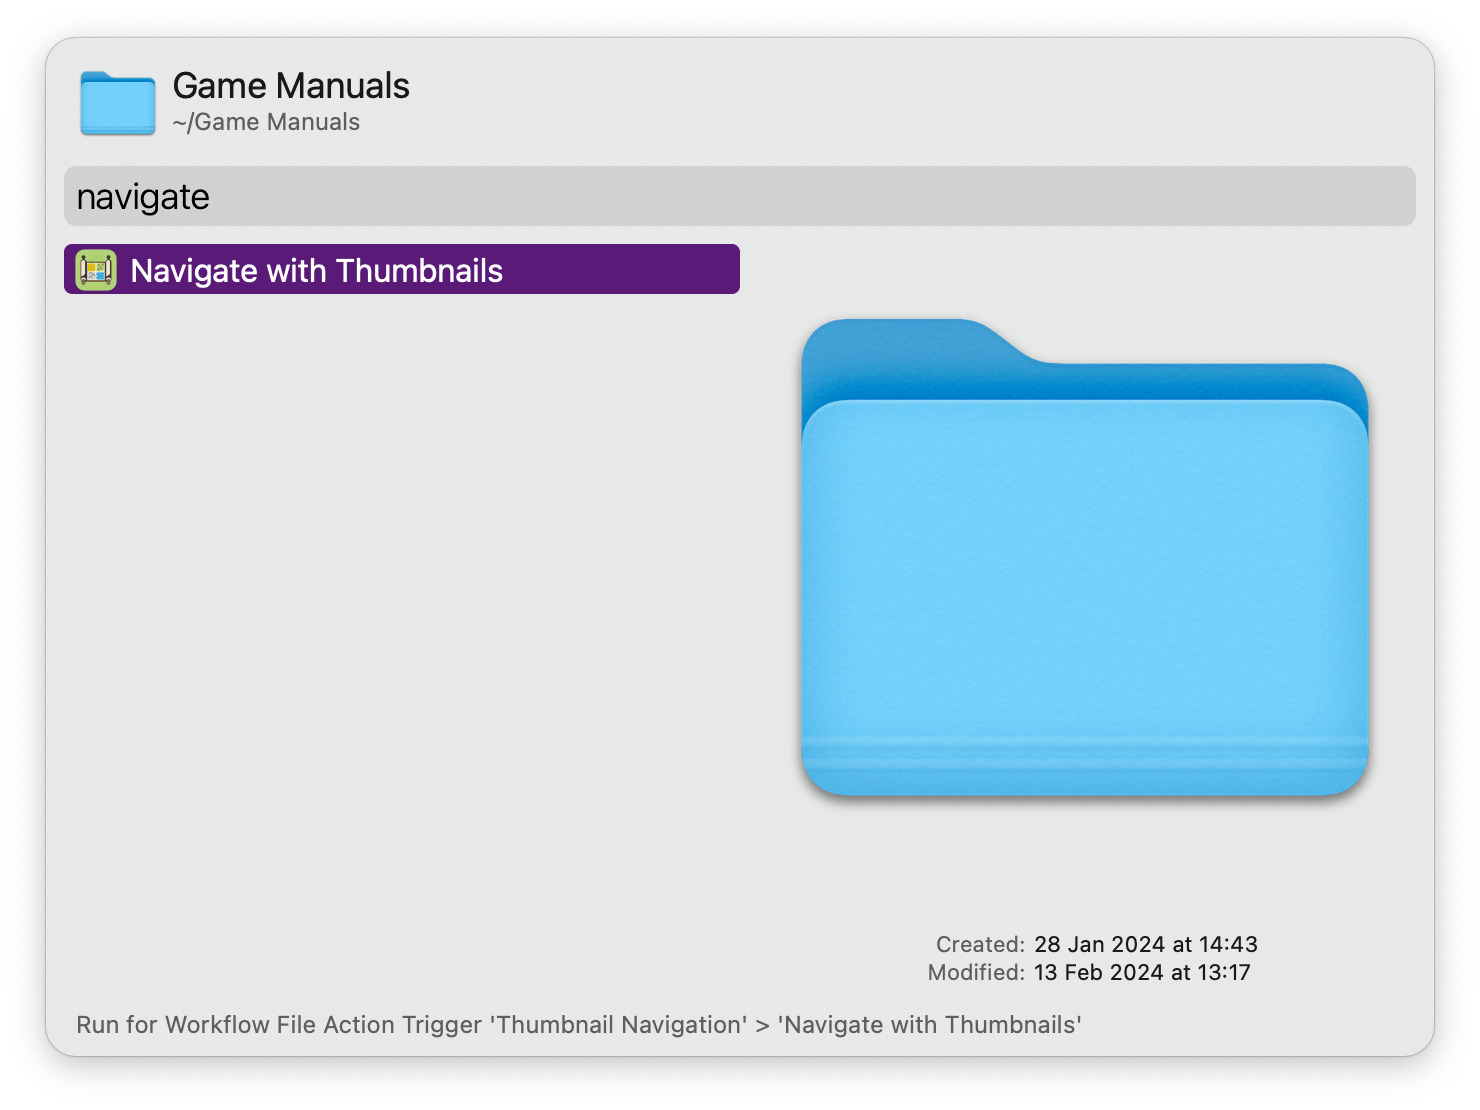 Game Manuals
~/Game Manuals
navigate
Navigate with Thumbnails
Created: 28 Jan 2024 at 14:43
Modified: 13 Feb 2024 at 13:17
Run for Workflow File Action Trigger 'Thumbnail Navigation' > 'Navigate with Thumbnails'